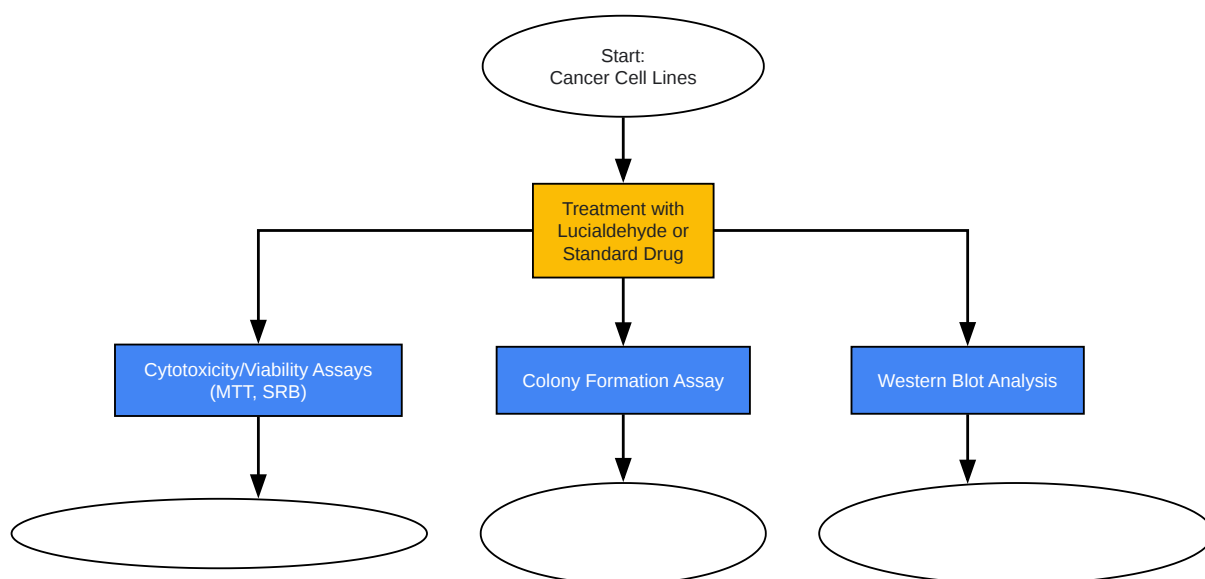 Start:
Cancer Cell Lines
Treatment with
Lucialdehyde or
Standard Drug
Cytotoxicity/Viability Assays
(MTT, SRB)
Colony Formation Assay
Western Blot Analysis